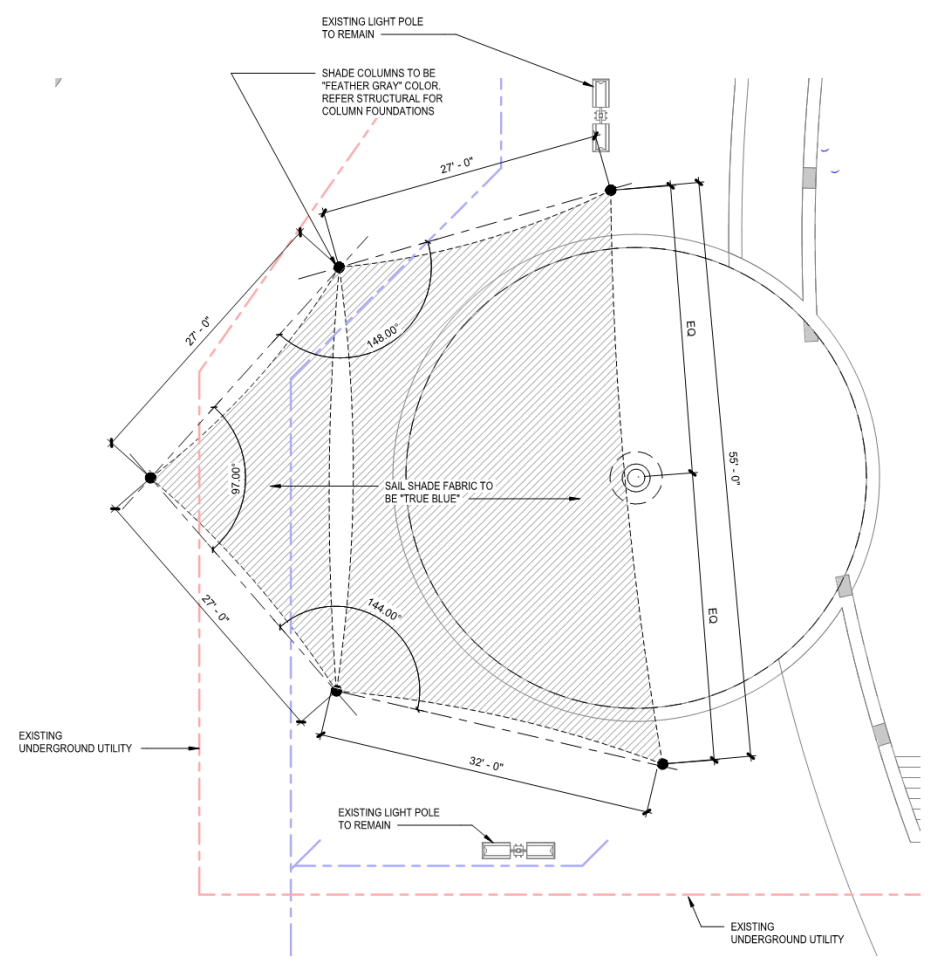 EXISTING LIGHT POLE
TO REMAIN
SHADE COLUMNS TO BE
"FEATHER GRAY" COLOR.
REFER STRUCTURAL FOR
COLUMN FOUNDATIONS
27' - 0"
27' - 0"
148.00°
EQ
97.00°
SAIL SHADE FABRIC TO
BE "TRUE BLUE"
55' - 0"
27' - 0"
144.00°
EQ
EXISTING
UNDERGROUND UTILITY
32' - 0"
EXISTING LIGHT POLE
TO REMAIN
EXISTING
UNDERGROUND UTILITY